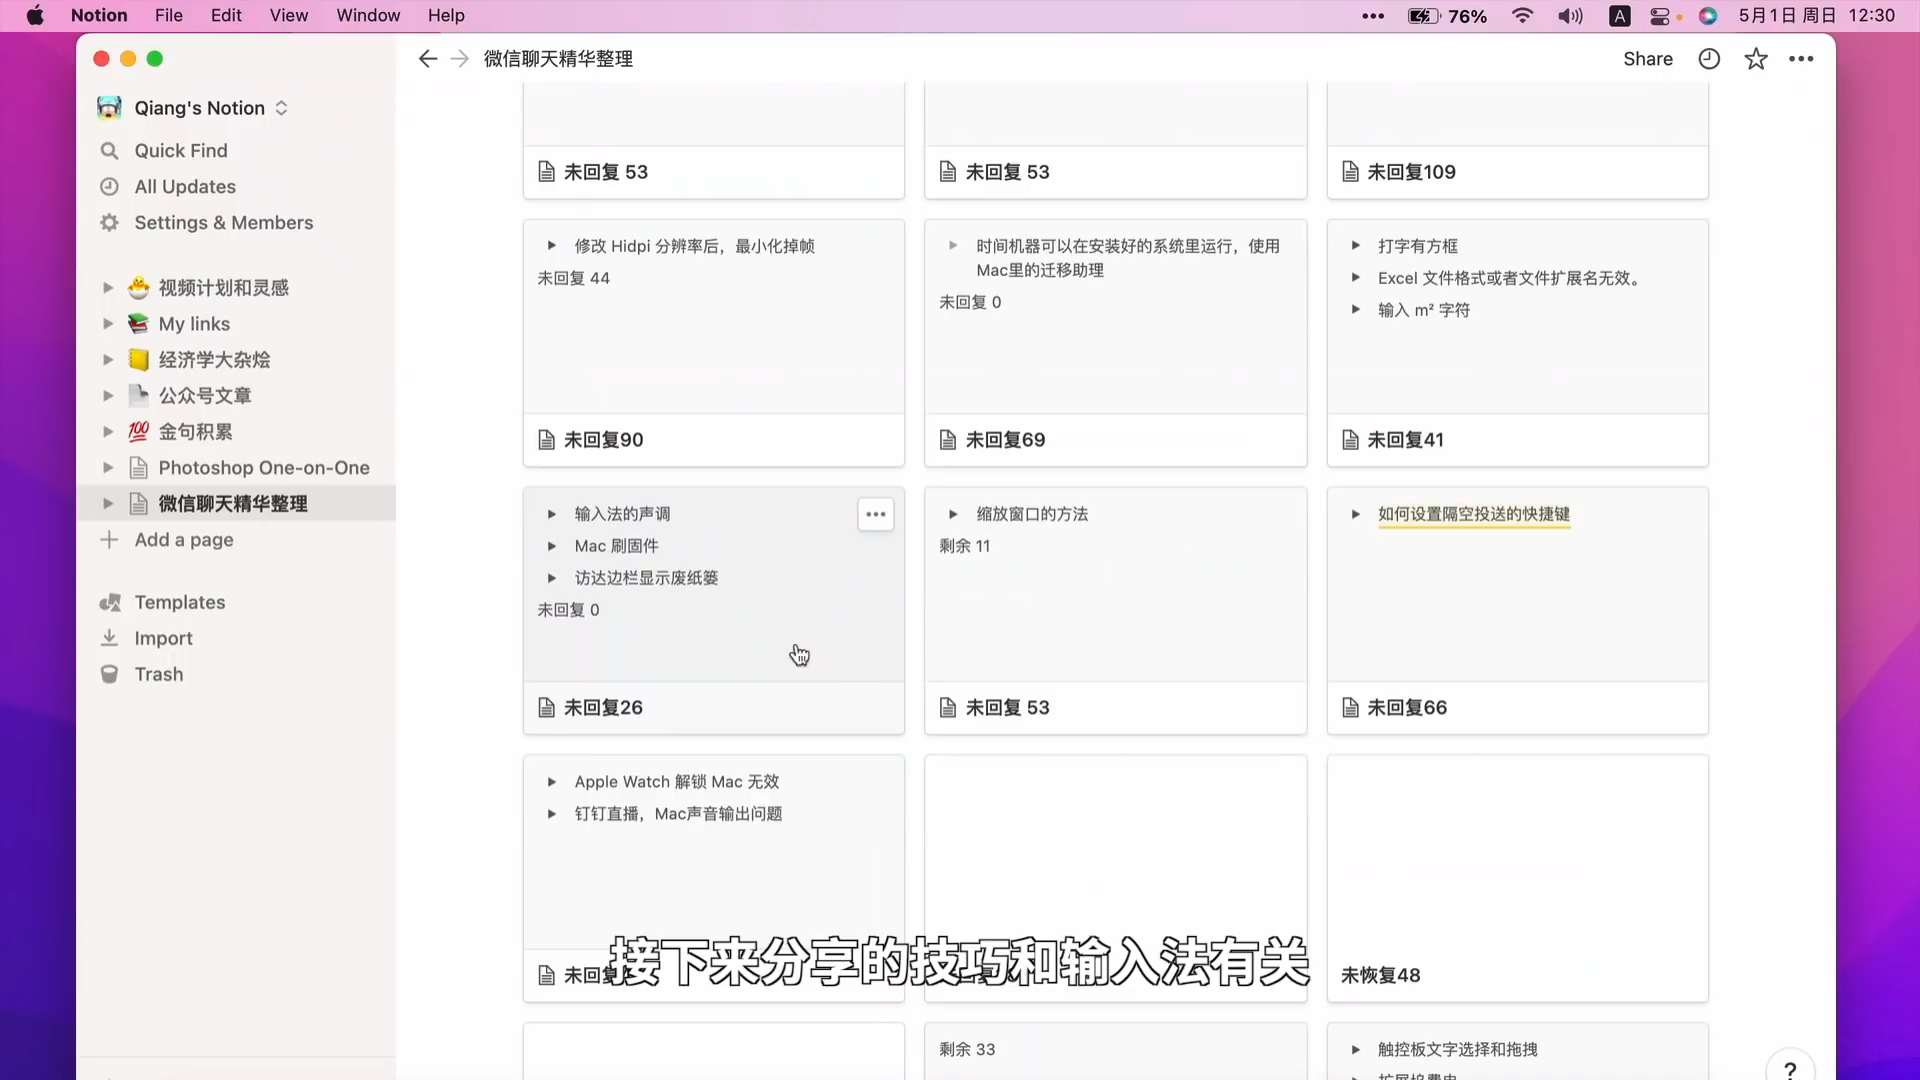 Notion File Edit View Window Help
76% A 5月1日 周日 12:30
微信聊天精华整理
Share
Qiang's Notion
Quick Find
All Updates
Settings & Members
视频计划和灵感
My links
经济学大杂烩
公众号文章
金句积累
Photoshop One-on-One
微信聊天精华整理
Add a page
Templates
Import
Trash
未回复 53
未回复 53
未回复109
修改 Hidpi 分辨率后，最小化掉帧
未回复 44
未回复90
时间机器可以在安装好的系统里运行，使用
Mac里的迁移助理
未回复 0
未回复69
打字有方框
Excel 文件格式或者文件扩展名无效。
输入 m² 字符
未回复41
输入法的声调
Mac 刷固件
访达边栏显示废纸篓
未回复 0
未回复26
缩放窗口的方法
剩余 11
未回复 53
如何设置隔空投送的快捷键
未回复66
Apple Watch 解锁 Mac 无效
钉钉直播，Mac声音输出问题
未回复
未恢复48
接下来分享的技巧和输入法有关
剩余 33
触控板文字选择和拖拽
?